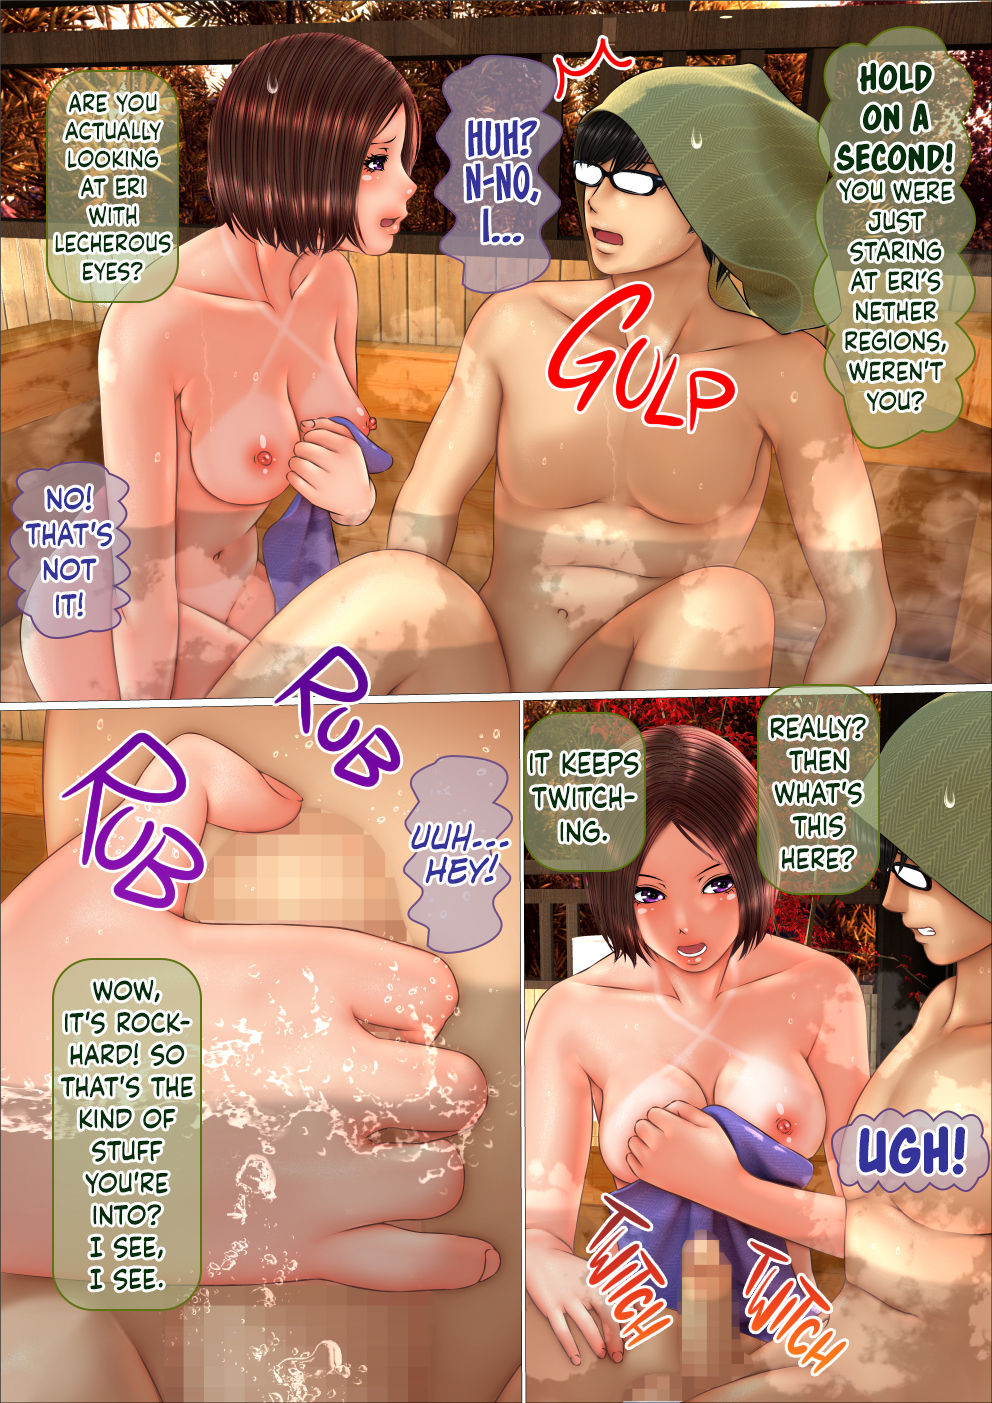 HOLD
ON A
SECOND!
YOU WERE
JUST
STARING
AT ERI'S
NETHER
REGIONS,
WEREN'T
YOU?
HUH?
N-NO,
I...
GULP
ARE YOU
ACTUALLY
LOOKING
AT ERI
WITH
LECHEROUS
EYES?
NO!
THAT'S
NOT
IT!
RUB
RUB
UUH...
HEY!
WOW,
IT'S ROCK-
HARD! SO
THAT'S THE
KIND OF
STUFF
YOU'RE
INTO?
I SEE,
I SEE.
REALLY?
THEN
WHAT'S
THIS
HERE?
IT KEEPS
TWITCH-
ING.
UGH!
TWITCH
TWITCH